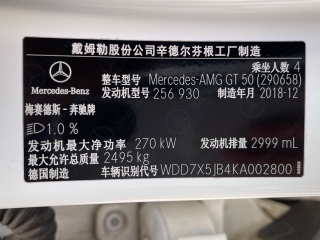 戴姆勒股份公司辛德尔芬根工厂制造
乘坐人数 4
整车型号 Mercedes-AMG GT 50 (290658)
Mercedes-Benz
发动机型号 256 930 制造年月 2018-12
梅赛德斯-奔驰牌
1.0 %
发动机最大净功率 270 kW 发动机排量 2999 mL
最大允许总质量 2495 kg
德国制造 车辆识别代号 WDD7X5JB4KA002800